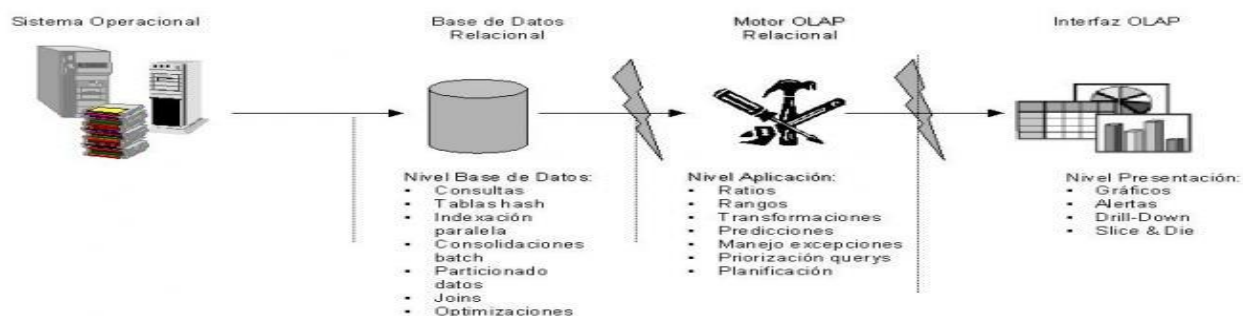 Sistema Operacional
Base de Datos
Relacional
Motor OLAP
Relacional
Interfaz OLAP
Nivel Base de Datos:
• Consultas
• Tablas hash
• Indexación
paralela
• Consolidaciones
batch
• Particionado
datos
• Joins
• Optimizaciones
Nivel Aplicación:
• Ratios
• Rangos
• Transformaciones
• Predicciones
• Manejo excepciones
• Priorización querys
• Planificación
Nivel Presentación:
• Gráficos
• Alertas
• Drill-Down
• Slice & Die